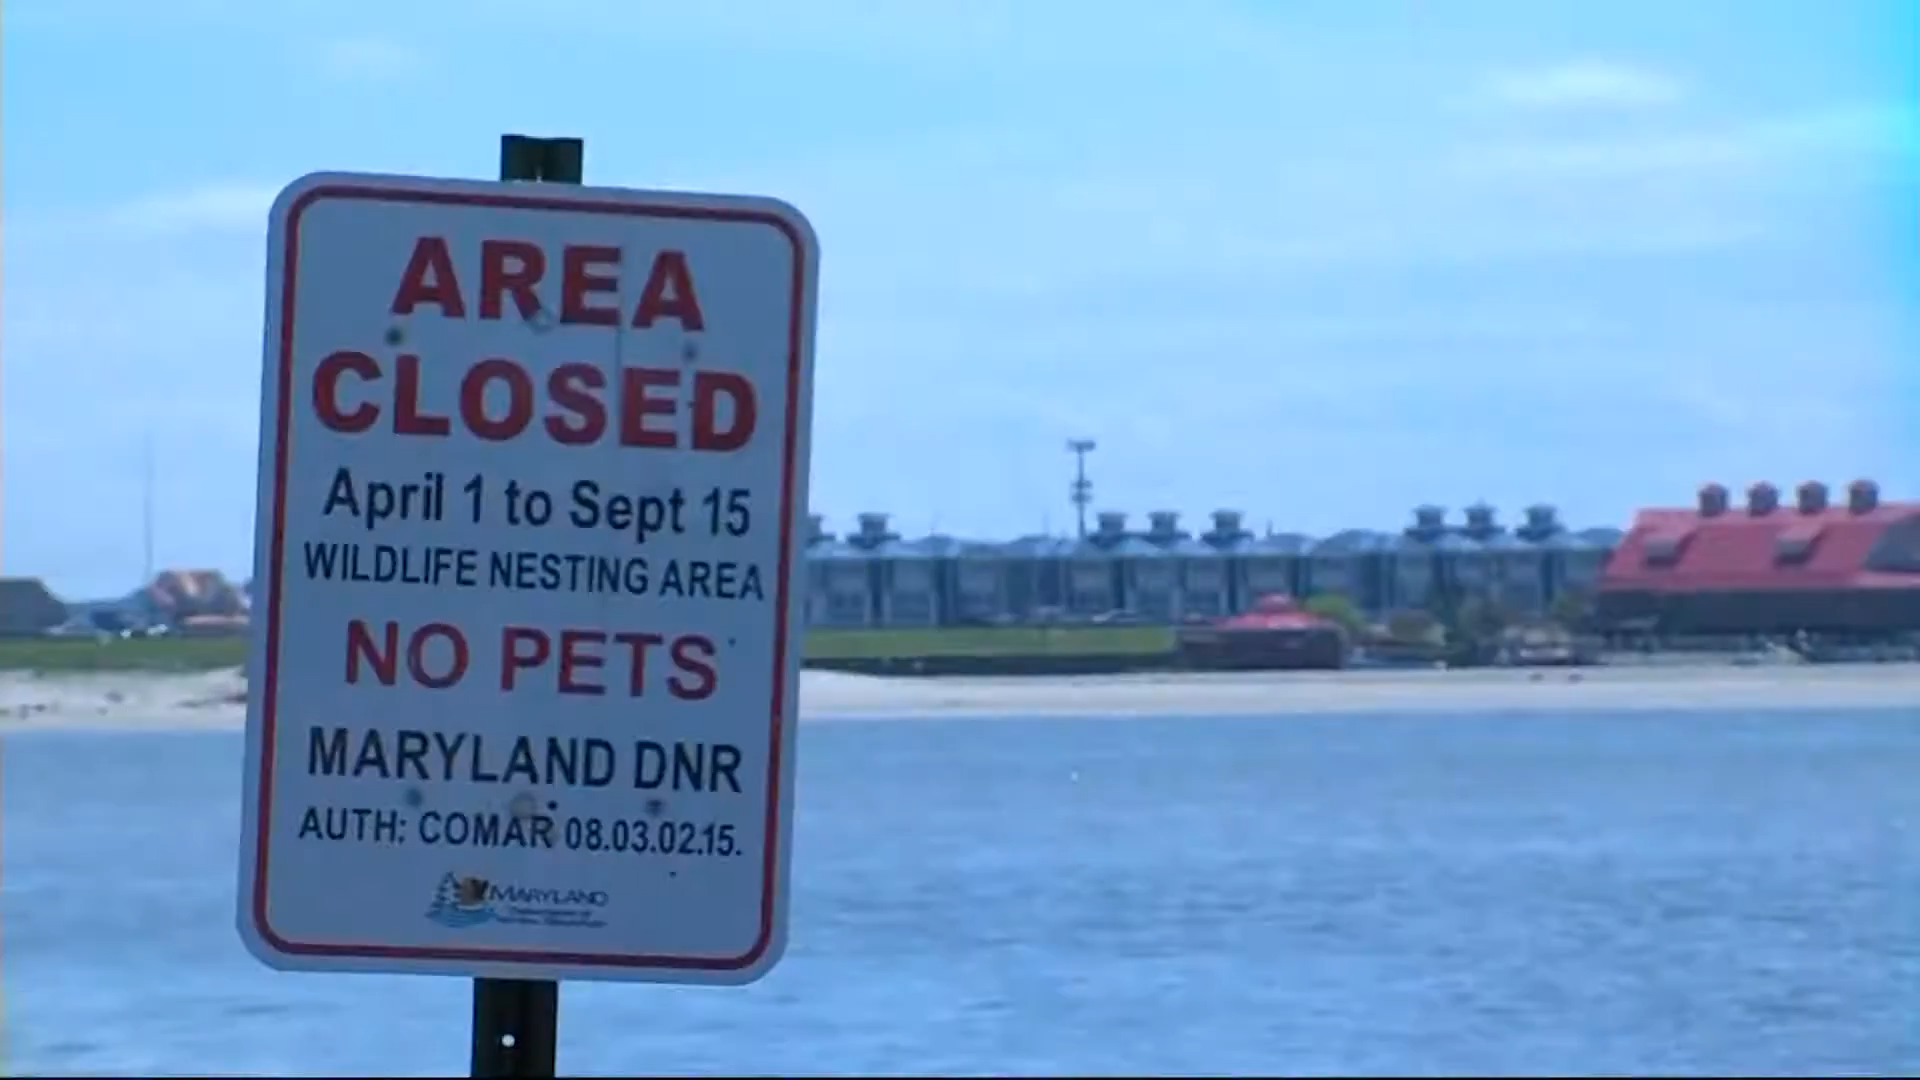 AREA
CLOSED
April 1 to Sept 15
WILDLIFE NESTING AREA
NO PETS
MARYLAND DNR
AUTH: COMAR 08.03.02.15.
MARYLAND